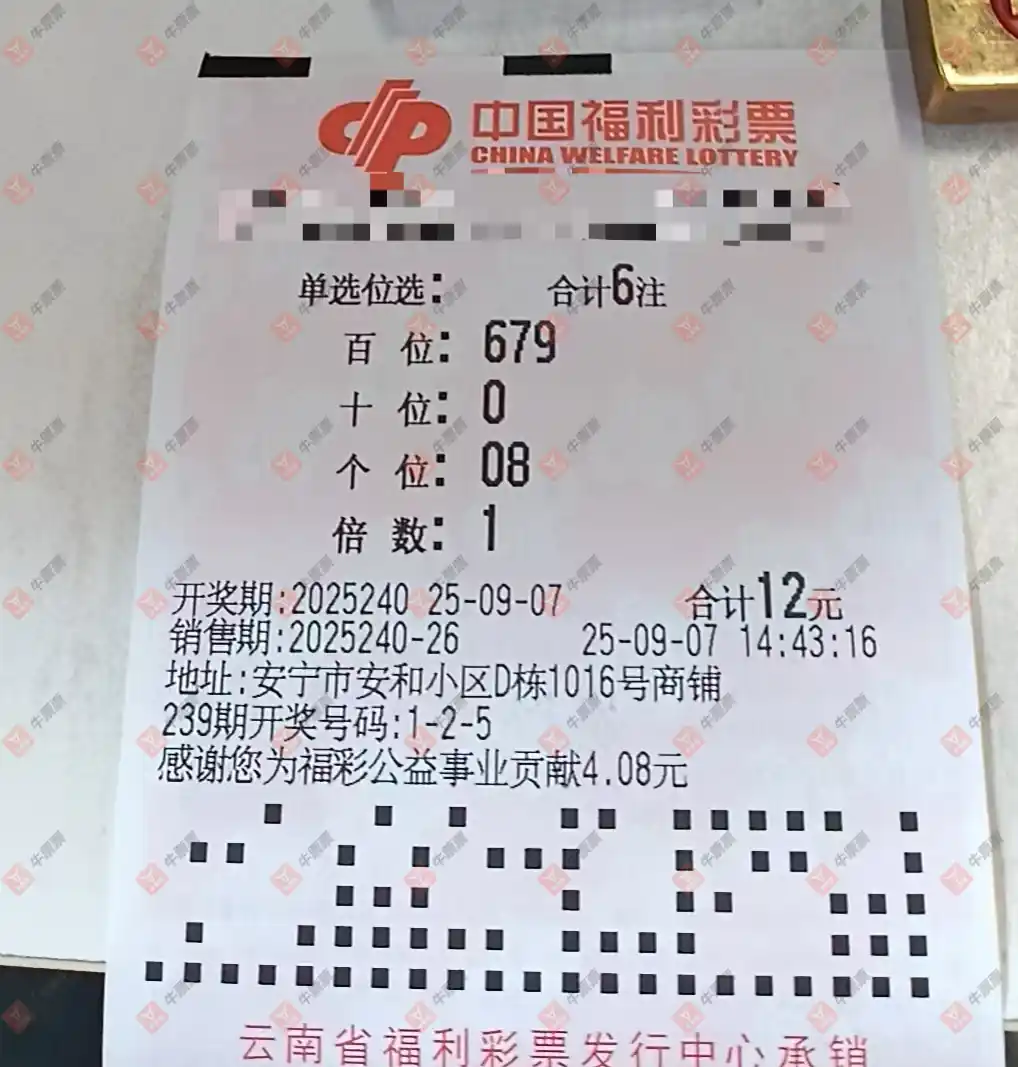 中国福利彩票
CHINA WELFARE LOTTERY
单选位选: 合计6注
百 位: 679
十 位: 0
个 位: 08
倍 数: 1
开奖期:2025240 25-09-07 合计12元
销售期:2025240-26 25-09-07 14:43:16
地址:安宁市安和小区D栋1016号商铺
239期开奖号码:1-2-5
感谢您为福彩公益事业贡献4.08元
云南省福利彩票发行中心承销
牛票票